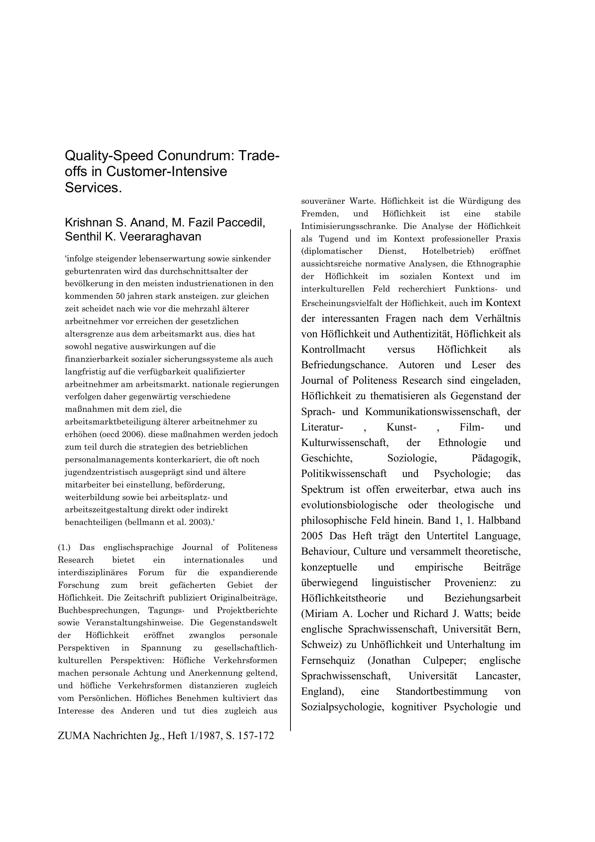 Quality-Speed Conundrum: Trade-
offs in Customer-Intensive
Services.
Krishnan S. Anand, M. Fazil Paccedil,
Senthil K. Veeraraghavan
'infolge steigender lebenserwartung sowie sinkender
geburtenraten wird das durchschnittsalter der
bevölkerung in den meisten industrienationen in den
kommenden 50 jahren stark ansteigen. zur gleichen
zeit scheidet nach wie vor die mehrzahl älterer
arbeitnehmer vor erreichen der gesetzlichen
altersgrenze aus dem arbeitsmarkt aus. dies hat
sowohl negative auswirkungen auf die
finanzierbarkeit sozialer sicherungssysteme als auch
langfristig auf die verfügbarkeit qualifizierter
arbeitnehmer am arbeitsmarkt. nationale regierungen
verfolgen daher gegenwärtig verschiedene
maßnahmen mit dem ziel, die
arbeitsmarktbeteiligung älterer arbeitnehmer zu
erhöhen (oecd 2006). diese maßnahmen werden jedoch
zum teil durch die strategien des betrieblichen
personalmanagements konterkariert, die oft noch
jugendzentristisch ausgeprägt sind und ältere
mitarbeiter bei einstellung, beförderung,
weiterbildung sowie bei arbeitsplatz- und
arbeitszeitgestaltung direkt oder indirekt
benachteiligen (bellmann et al. 2003).'
(1.) Das englischsprachige Journal of Politeness
Research bietet ein internationales und
interdisziplinäres Forum für die expandierende
Forschung zum breit gefächerten Gebiet der
Höflichkeit. Die Zeitschrift publiziert Originalbeiträge,
Buchbesprechungen, Tagungs- und Projektberichte
sowie Veranstaltungshinweise. Die Gegenstandswelt
der Höflichkeit eröffnet zwanglos personale
Perspektiven in Spannung zu gesellschaftlich-
kulturellen Perspektiven: Höfliche Verkehrsformen
machen personale Achtung und Anerkennung geltend,
und höfliche Verkehrsformen distanzieren zugleich
vom Persönlichen. Höfliches Benehmen kultiviert das
Interesse des Anderen und tut dies zugleich aus
souveräner Warte. Höflichkeit ist die Würdigung des
Fremden, und Höflichkeit ist eine stabile
Intimisierungsschranke. Die Analyse der Höflichkeit
als Tugend und im Kontext professioneller Praxis
(diplomatischer Dienst, Hotelbetrieb) eröffnet
aussichtsreiche normative Analysen, die Ethnographie
der Höflichkeit im sozialen Kontext und im
interkulturellen Feld recherchiert Funktions- und
Erscheinungsvielfalt der Höflichkeit, auch im Kontext
der interessanten Fragen nach dem Verhältnis
von Höflichkeit und Authentizität, Höflichkeit als
Kontrollmacht versus Höflichkeit als
Befriedungschance. Autoren und Leser des
Journal of Politeness Research sind eingeladen,
Höflichkeit zu thematisieren als Gegenstand der
Sprach- und Kommunikationswissenschaft, der
Literatur- , Kunst- , Film- und
Kulturwissenschaft, der Ethnologie und
Geschichte, Soziologie, Pädagogik,
Politikwissenschaft und Psychologie; das
Spektrum ist offen erweiterbar, etwa auch ins
evolutionsbiologische oder theologische und
philosophische Feld hinein. Band 1, 1. Halbband
2005 Das Heft trägt den Untertitel Language,
Behaviour, Culture und versammelt theoretische,
konzeptuelle und empirische Beiträge
überwiegend linguistischer Provenienz: zu
Höflichkeitstheorie und Beziehungsarbeit
(Miriam A. Locher und Richard J. Watts; beide
englische Sprachwissenschaft, Universität Bern,
Schweiz) zu Unhöflichkeit und Unterhaltung im
Fernsehquiz (Jonathan Culpeper; englische
Sprachwissenschaft, Universität Lancaster,
England), eine Standortbestimmung von
Sozialpsychologie, kognitiver Psychologie und
ZUMA Nachrichten Jg., Heft 1/1987, S. 157-172